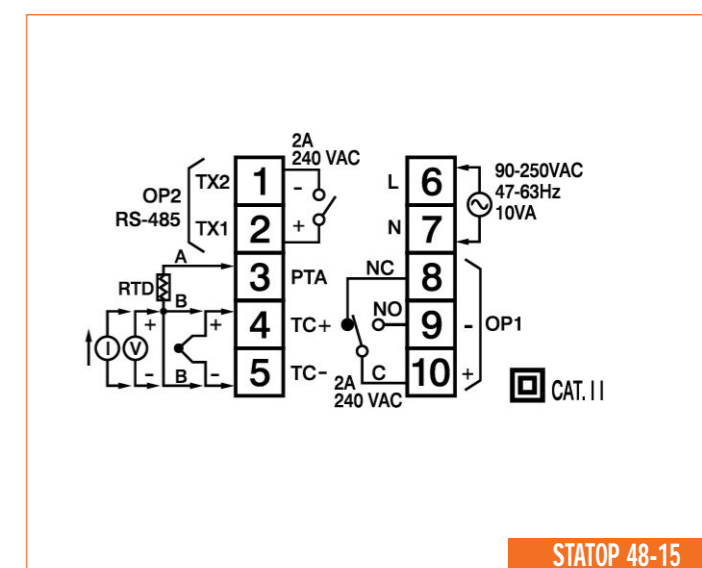 2A
240 VAC
OP2
RS-485
TX2
1
-
TX1
2
+
A
3
PTA
RTD
B
I
V
+
+
4
TC+
-
B
-
5
TC-
L
6
90-250VAC
47-63Hz
10VA
N
7
NC
8
NO
9
-
OP1
2A
240 VAC
C
10
+
CAT. II
STATOP 48-15